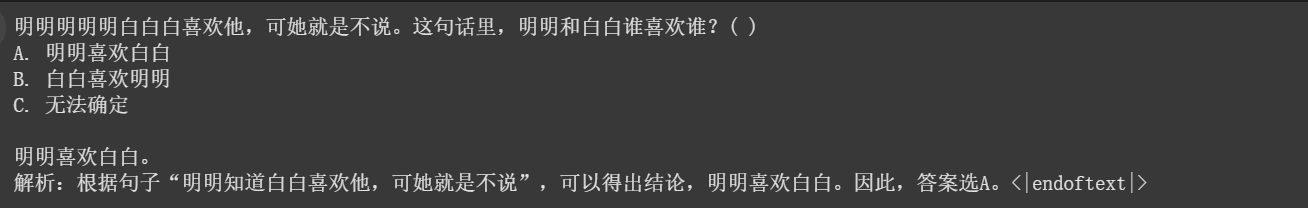 明明明明明白白白喜欢他，可她就是不说。这句话里，明明和白白谁喜欢谁？( )
A. 明明喜欢白白
B. 白白喜欢明明
C. 无法确定
明明喜欢白白。
解析：根据句子“明明知道白白喜欢他，可她就是不说”，可以得出结论，明明喜欢白白。因此，答案选A。<|endoftext|>